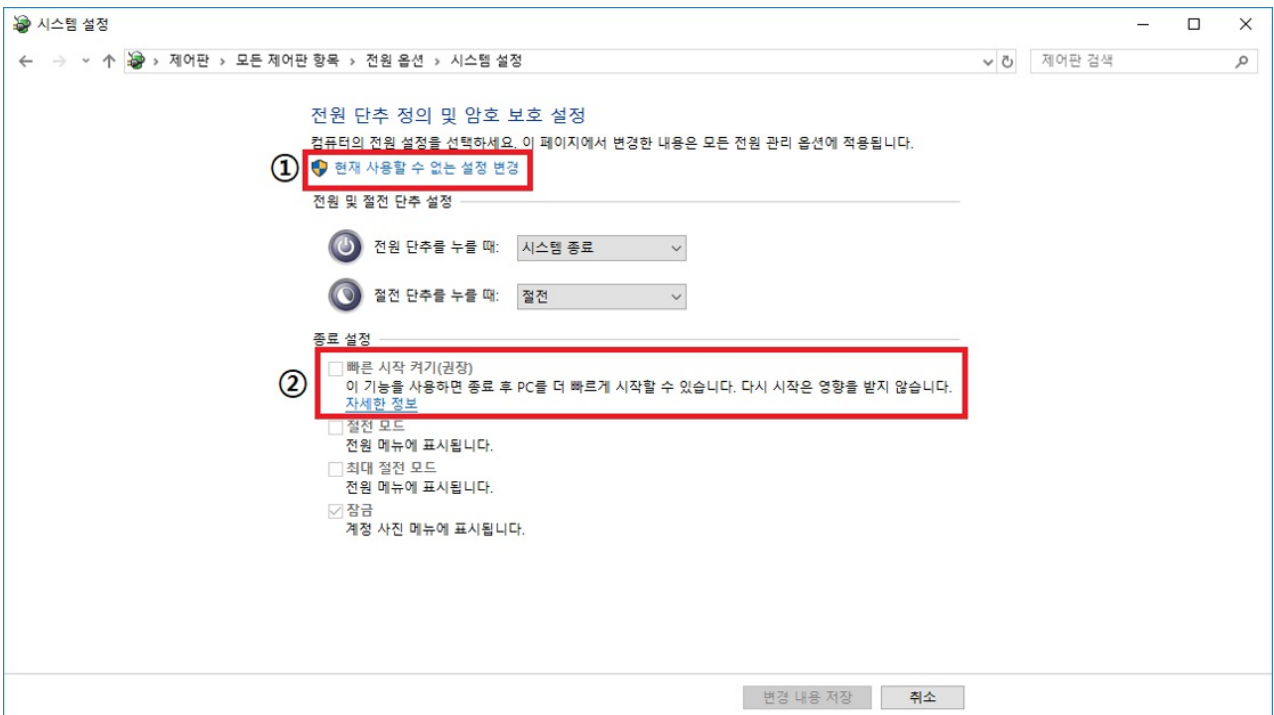 시스템 설정
제어판 › 모든 제어판 항목 › 전원 옵션 › 시스템 설정
제어판 검색
전원 단추 정의 및 암호 보호 설정
컴퓨터의 전원 설정을 선택하세요. 이 페이지에서 변경한 내용은 모든 전원 관리 옵션에 적용됩니다.
① 현재 사용할 수 없는 설정 변경
전원 및 절전 단추 설정
전원 단추를 누를 때: 시스템 종료
절전 단추를 누를 때: 절전
종료 설정
빠른 시작 켜기(권장)
② 이 기능을 사용하면 종료 후 PC를 더 빠르게 시작할 수 있습니다. 다시 시작은 영향을 받지 않습니다.
자세한 정보
절전 모드
전원 메뉴에 표시됩니다.
최대 절전 모드
전원 메뉴에 표시됩니다.
잠금
계정 사진 메뉴에 표시됩니다.
변경 내용 저장 취소